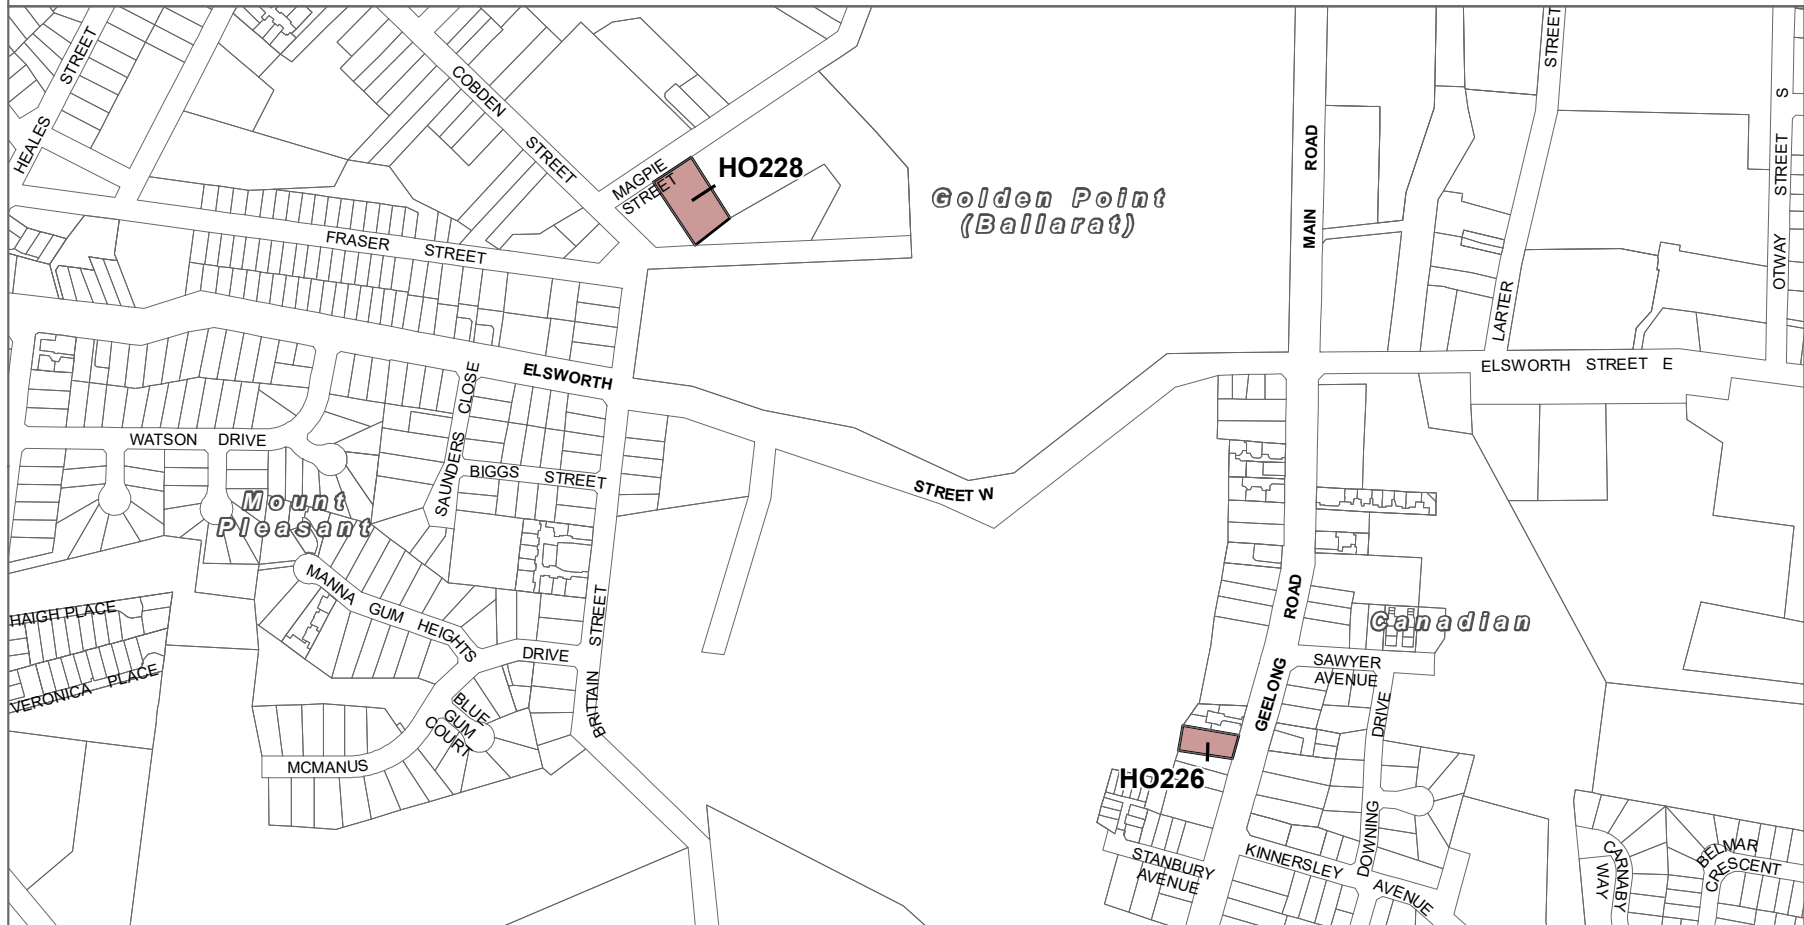 HEALES STREET
COBDEN STREET
MAGPIE
STREET
HO228
Golden Point
(Ballarat)
MAIN ROAD
STREET
LARTER
OTWAY STREET S
FRASER STREET
ELSWORTH
STREET W
ELSWORTH STREET E
SAUNDERS CLOSE
WATSON DRIVE
BIGGS STREET
Mount
Pleasant
MANNA GUM HEIGHTS
HAIGH PLACE
VERONICA PLACE
DRIVE
BRITTAIN STREET
BLUE
GUM
COURT
MCMANUS
Canadian
GEELONG ROAD
SAWYER
AVENUE
DOWNING DRIVE
HO226
STANBURY
AVENUE
KINNERSLEY AVENUE
CARNABY
WAY
BELMAR
CRESCENT